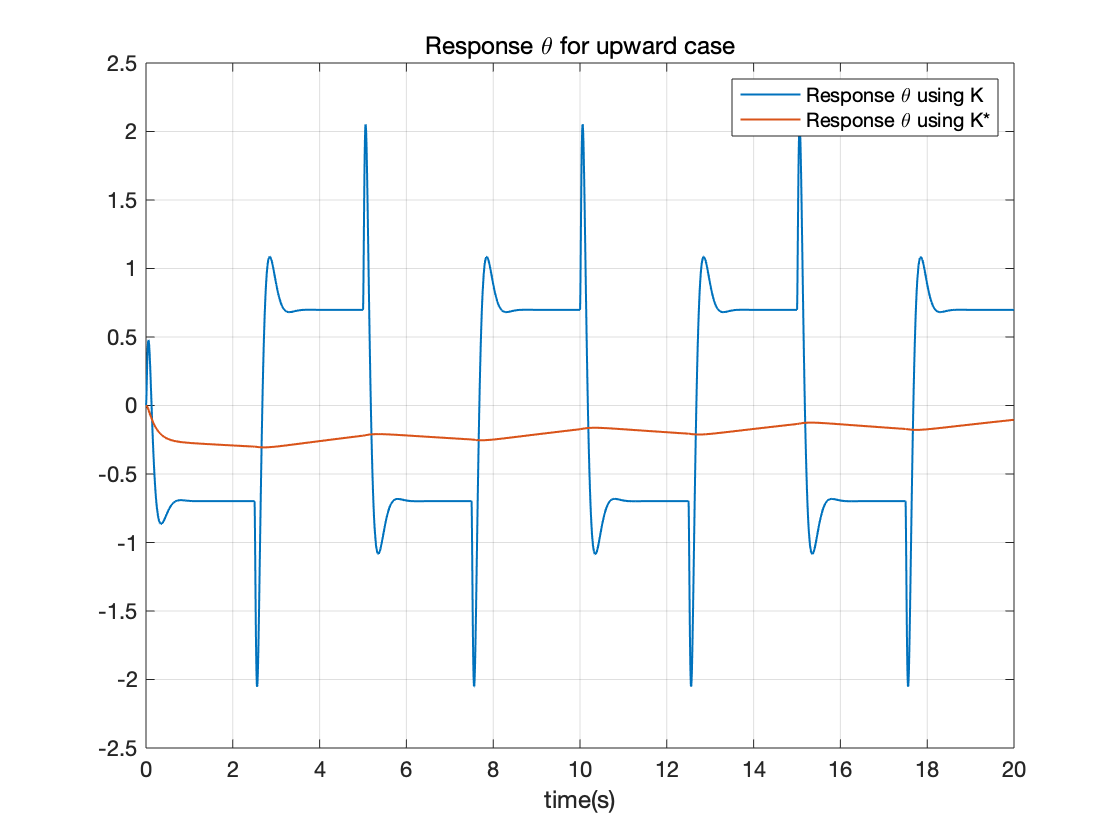 Response θ for upward case
Response θ using K
Response θ using K*
2.5
2
1.5
1
0.5
0
-0.5
-1
-1.5
-2
-2.5
0 2 4 6 8 10 12 14 16 18 20
time(s)